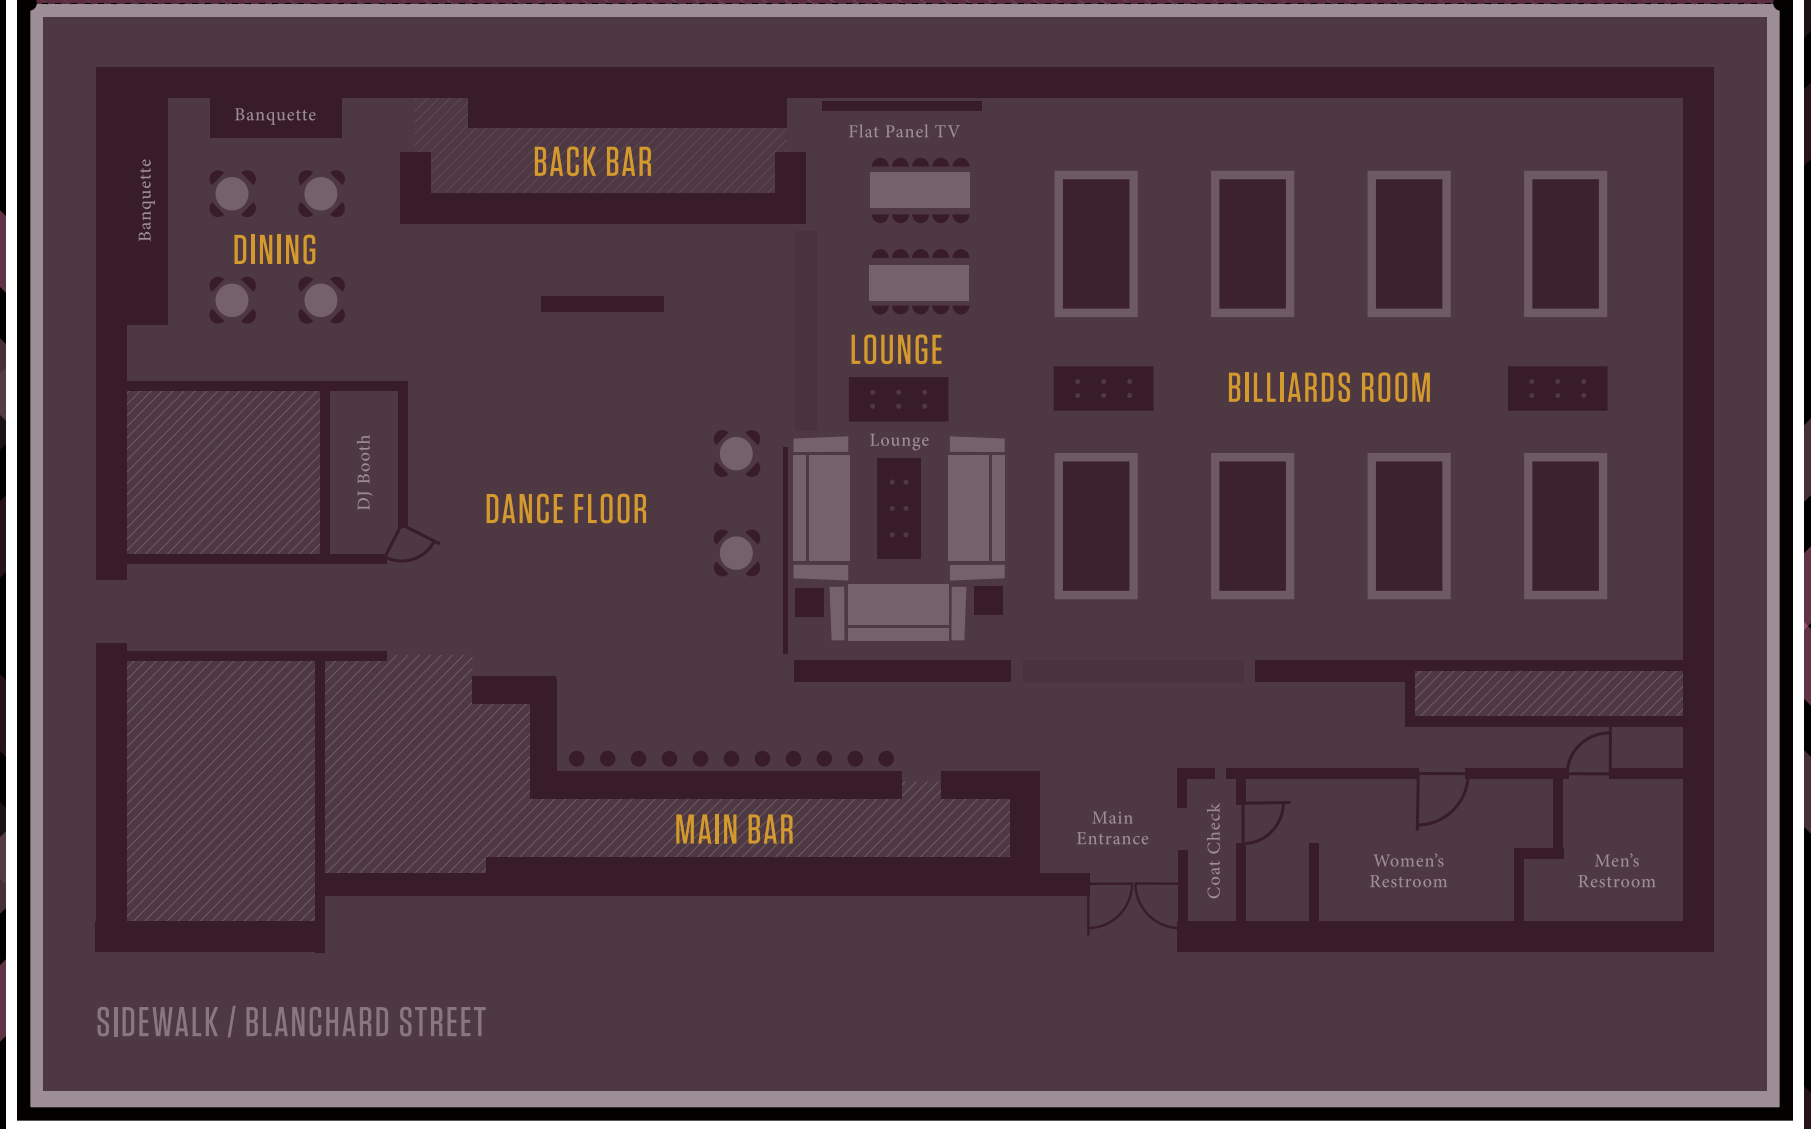 Banquette
Banquette
BACK BAR
Flat Panel TV
DINING
LOUNGE
BILLIARDS ROOM
Lounge
DJ Booth
DANCE FLOOR
MAIN BAR
Main
Entrance
Coat Check
Women's
Restroom
Men's
Restroom
SIDEWALK / BLANCHARD STREET